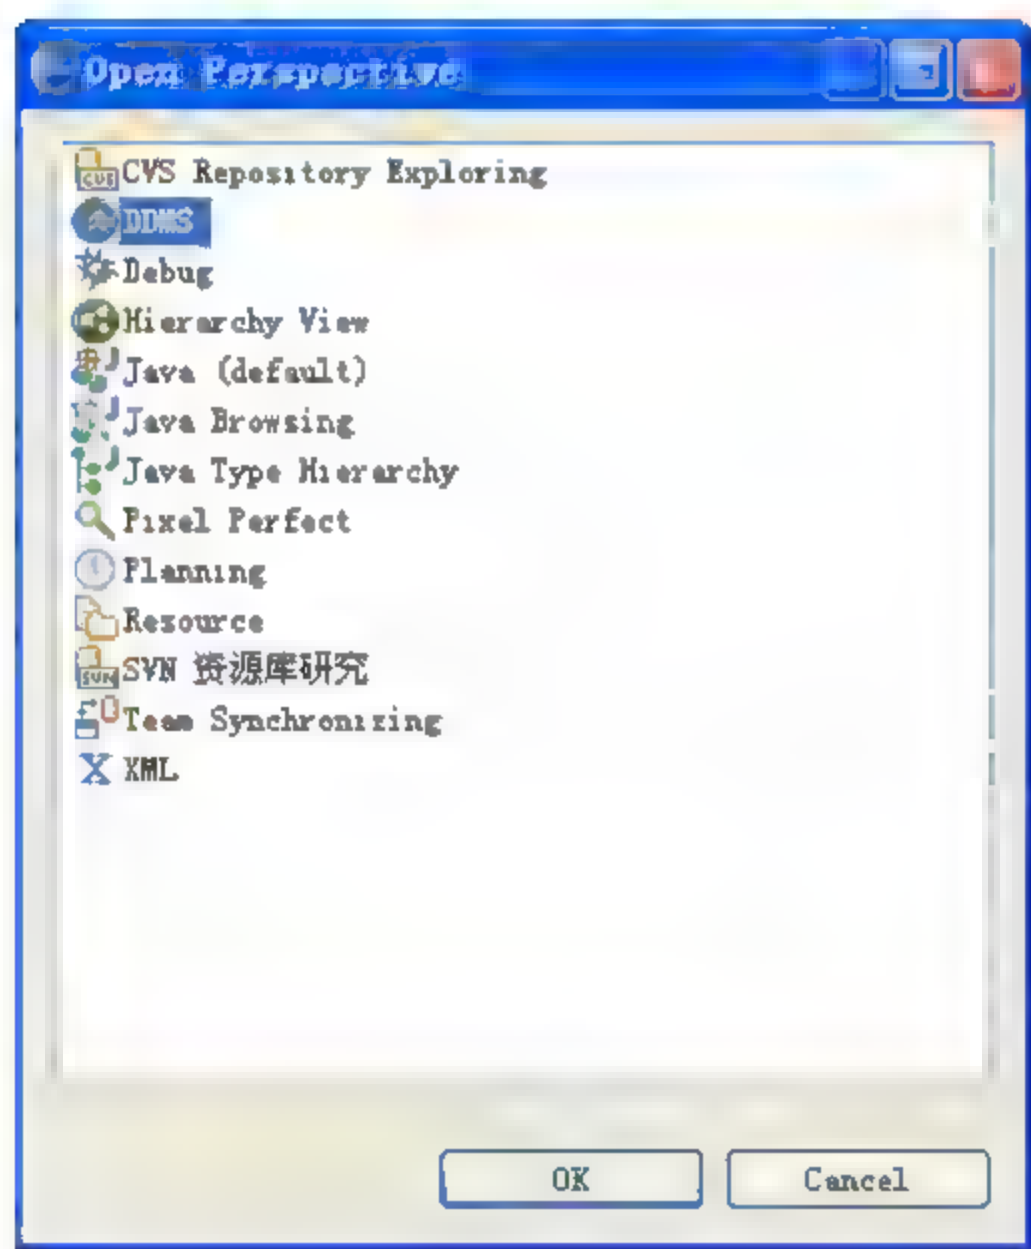 Open Perspective
CVS Repository Exploring
DDMS
Debug
Hierarchy View
Java (default)
Java Browsing
Java Type Hierarchy
Pixel Perfect
Planning
Resource
SVN 资源库研究
Team Synchronizing
XML
OK
Cancel